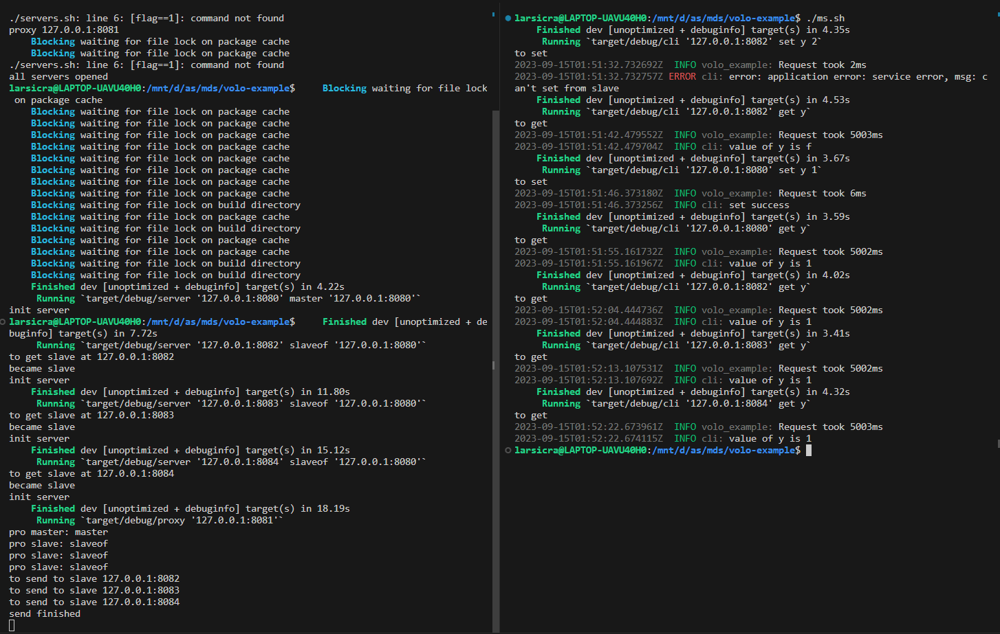 ./servers.sh: line 6: [flag==1]: command not found
proxy 127.0.0.1:8081
    Blocking waiting for file lock on package cache
    Blocking waiting for file lock on package cache
./servers.sh: line 6: [flag==1]: command not found
all servers opened
larsicra@LAPTOP-UAVU40H0:/mnt/d/as/mds/volo-example$     Blocking waiting for file lock
 on package cache
    Blocking waiting for file lock on package cache
    Blocking waiting for file lock on package cache
    Blocking waiting for file lock on package cache
    Blocking waiting for file lock on package cache
    Blocking waiting for file lock on package cache
    Blocking waiting for file lock on package cache
    Blocking waiting for file lock on package cache
    Blocking waiting for file lock on package cache
    Blocking waiting for file lock on build directory
    Blocking waiting for file lock on package cache
    Blocking waiting for file lock on build directory
    Blocking waiting for file lock on package cache
    Blocking waiting for file lock on package cache
    Blocking waiting for file lock on build directory
    Blocking waiting for file lock on build directory
    Finished dev [unoptimized + debuginfo] target(s) in 4.22s
     Running `target/debug/server '127.0.0.1:8080' master '127.0.0.1:8080'`
init server
larsicra@LAPTOP-UAVU40H0:/mnt/d/as/mds/volo-example$     Finished dev [unoptimized + de
buginfo] target(s) in 7.72s
     Running `target/debug/server '127.0.0.1:8082' slaveof '127.0.0.1:8080'`
to get slave at 127.0.0.1:8082
became slave
init server
    Finished dev [unoptimized + debuginfo] target(s) in 11.80s
     Running `target/debug/server '127.0.0.1:8083' slaveof '127.0.0.1:8080'`
to get slave at 127.0.0.1:8083
became slave
init server
    Finished dev [unoptimized + debuginfo] target(s) in 15.12s
     Running `target/debug/server '127.0.0.1:8084' slaveof '127.0.0.1:8080'`
to get slave at 127.0.0.1:8084
became slave
init server
    Finished dev [unoptimized + debuginfo] target(s) in 18.19s
     Running `target/debug/proxy '127.0.0.1:8081'`
pro master: master
pro slave: slaveof
pro slave: slaveof
pro slave: slaveof
to send to slave 127.0.0.1:8082
to send to slave 127.0.0.1:8083
to send to slave 127.0.0.1:8084
send finished
larsicra@LAPTOP-UAVU40H0:/mnt/d/as/mds/volo-example$ ./ms.sh
    Finished dev [unoptimized + debuginfo] target(s) in 4.35s
     Running `target/debug/cli '127.0.0.1:8082' set y 2`
to set
2023-09-15T01:51:32.732692Z  INFO volo_example: Request took 2ms
2023-09-15T01:51:32.732757Z ERROR cli: error: application error: service error, msg: c
an't set from slave
    Finished dev [unoptimized + debuginfo] target(s) in 4.53s
     Running `target/debug/cli '127.0.0.1:8082' get y`
to get
2023-09-15T01:51:42.479552Z  INFO volo_example: Request took 5003ms
2023-09-15T01:51:42.479704Z  INFO cli: value of y is f
    Finished dev [unoptimized + debuginfo] target(s) in 3.67s
     Running `target/debug/cli '127.0.0.1:8080' set y 1`
to set
2023-09-15T01:51:46.373180Z  INFO volo_example: Request took 6ms
2023-09-15T01:51:46.373256Z  INFO cli: set success
    Finished dev [unoptimized + debuginfo] target(s) in 3.59s
     Running `target/debug/cli '127.0.0.1:8080' get y`
to get
2023-09-15T01:51:55.161732Z  INFO volo_example: Request took 5002ms
2023-09-15T01:51:55.161967Z  INFO cli: value of y is 1
    Finished dev [unoptimized + debuginfo] target(s) in 4.02s
     Running `target/debug/cli '127.0.0.1:8082' get y`
to get
2023-09-15T01:52:04.444736Z  INFO volo_example: Request took 5002ms
2023-09-15T01:52:04.444883Z  INFO cli: value of y is 1
    Finished dev [unoptimized + debuginfo] target(s) in 3.41s
     Running `target/debug/cli '127.0.0.1:8083' get y`
to get
2023-09-15T01:52:13.107531Z  INFO volo_example: Request took 5002ms
2023-09-15T01:52:13.107692Z  INFO cli: value of y is 1
    Finished dev [unoptimized + debuginfo] target(s) in 4.32s
     Running `target/debug/cli '127.0.0.1:8084' get y`
to get
2023-09-15T01:52:22.673961Z  INFO volo_example: Request took 5003ms
2023-09-15T01:52:22.674115Z  INFO cli: value of y is 1
larsicra@LAPTOP-UAVU40H0:/mnt/d/as/mds/volo-example$